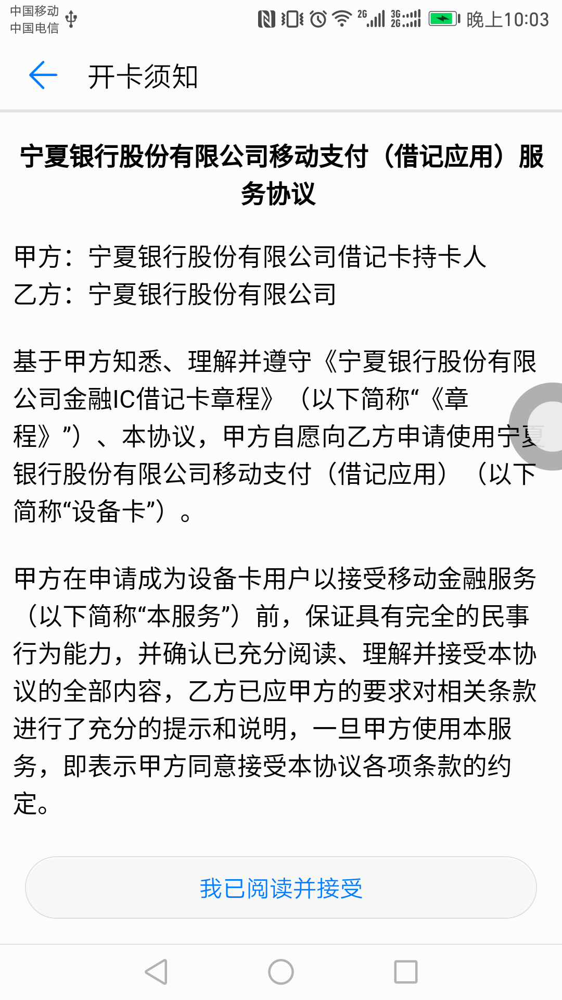 中国移动
中国电信
2G
3G
2G
晚上10:03
开卡须知
宁夏银行股份有限公司移动支付（借记应用）服
务协议
甲方：宁夏银行股份有限公司借记卡持卡人
乙方：宁夏银行股份有限公司
基于甲方知悉、理解并遵守《宁夏银行股份有限
公司金融IC借记卡章程》（以下简称“《章
程》”）、本协议，甲方自愿向乙方申请使用宁夏
银行股份有限公司移动支付（借记应用）（以下
简称“设备卡”）。
甲方在申请成为设备卡用户以接受移动金融服务
（以下简称“本服务”）前，保证具有完全的民事
行为能力，并确认已充分阅读、理解并接受本协
议的全部内容，乙方已应甲方的要求对相关条款
进行了充分的提示和说明，一旦甲方使用本服
务，即表示甲方同意接受本协议各项条款的约
定。
我已阅读并接受